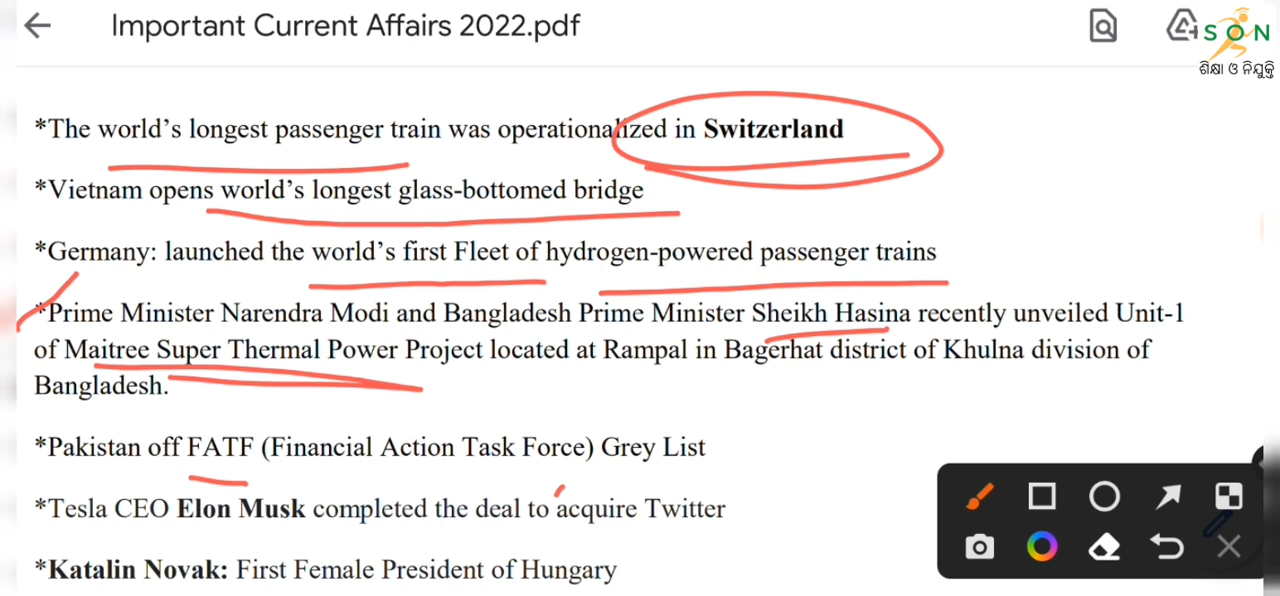 Important Current Affairs 2022.pdf
SON
ଶିକ୍ଷା ଓ ନିଯୁକ୍ତି
*The world’s longest passenger train was operationalized in Switzerland
*Vietnam opens world’s longest glass-bottomed bridge
*Germany: launched the world’s first Fleet of hydrogen-powered passenger trains
*Prime Minister Narendra Modi and Bangladesh Prime Minister Sheikh Hasina recently unveiled Unit-1
of Maitree Super Thermal Power Project located at Rampal in Bagerhat district of Khulna division of
Bangladesh.
*Pakistan off FATF (Financial Action Task Force) Grey List
*Tesla CEO Elon Musk completed the deal to acquire Twitter
*Katalin Novak: First Female President of Hungary